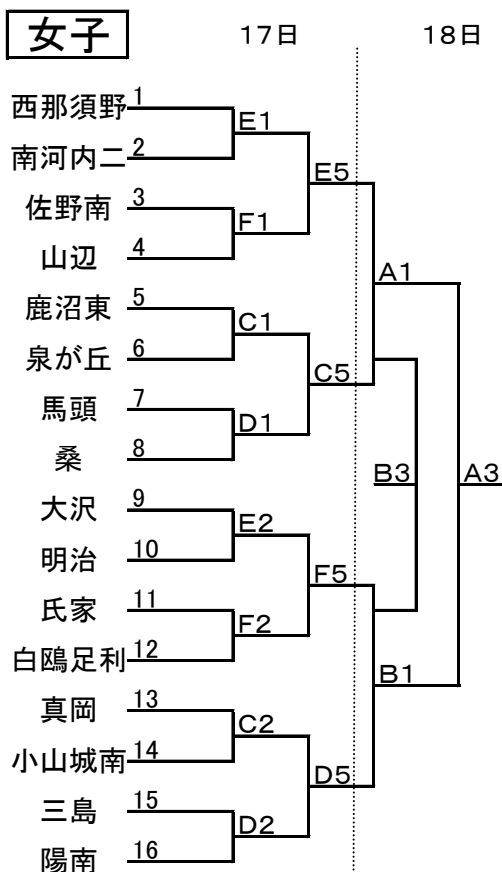 女子 17日 18日
西那須野 1
E1
南河内二 2
E5
佐野南 3
F1
山辺 4
A1
鹿沼東 5
C1
泉が丘 6
C5
馬頭 7
D1
桑 8
B3 A3
大沢 9
E2
明治 10
F5
氏家 11
F2
白鴎足利 12
B1
真岡 13
C2
小山城南 14
D5
三島 15
D2
陽南 16